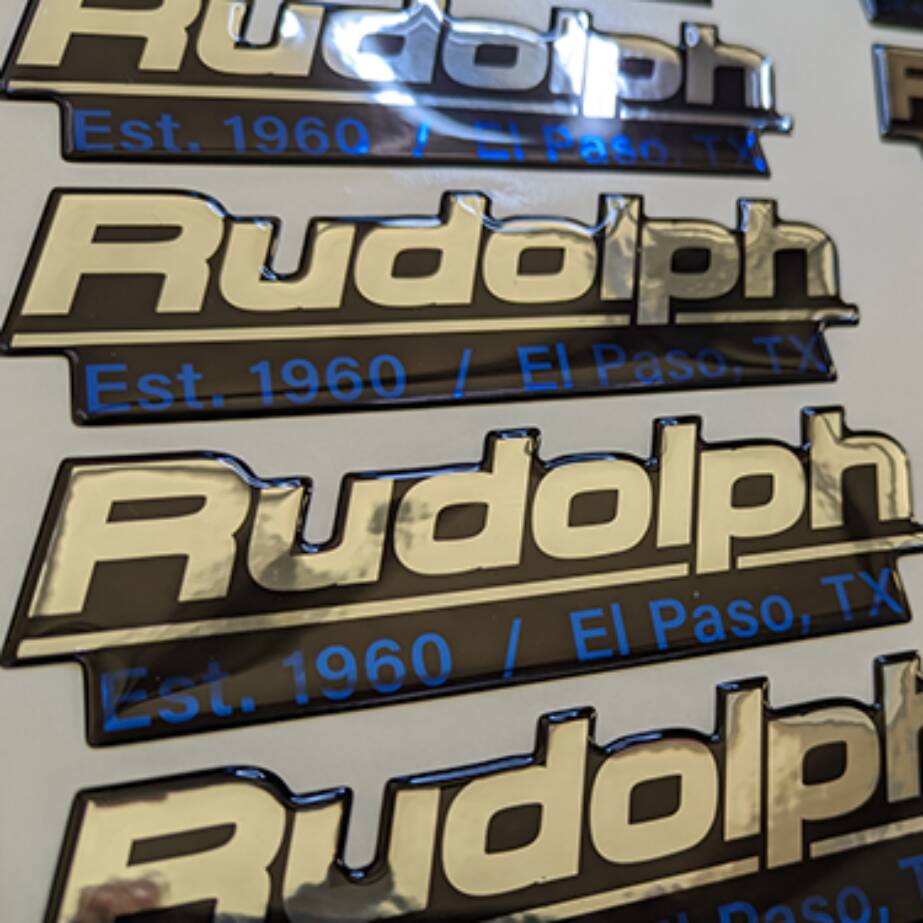 Rudolph
Est. 1960 / El Paso, TX
Rudolph
Est. 1960 / El Paso, TX
Rudolph
Est. 1960 / El Paso, TX
Rudolph
Paso, T